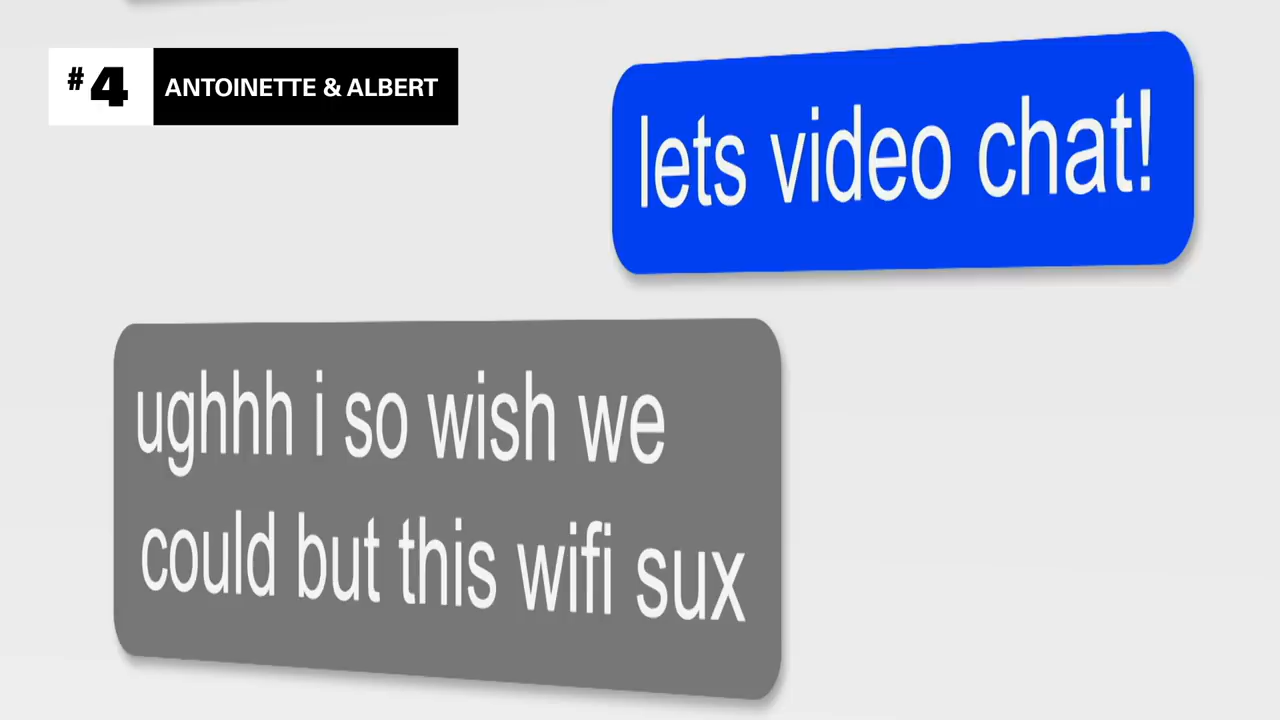 #4 ANTOINETTE & ALBERT
lets video chat!
ughhh i so wish we
could but this wifi sux